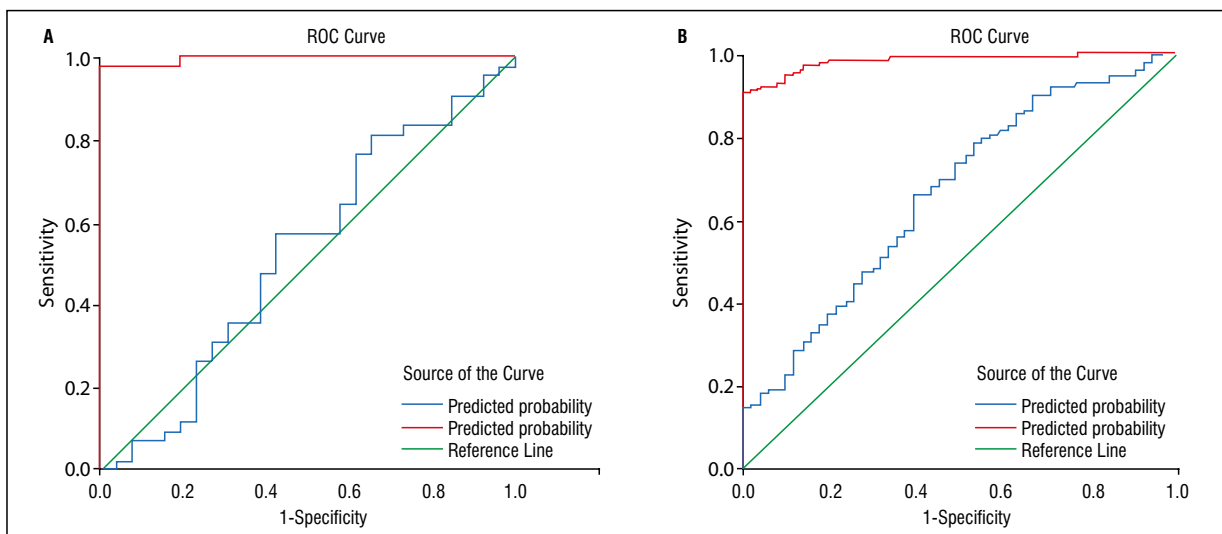 A
ROC Curve
1.0
0.8
0.6
0.4
0.2
0.0
Sensitivity
Source of the Curve
Predicted probability
Predicted probability
Reference Line
0.0 0.2 0.4 0.6 0.8 1.0
1-Specificity
B
ROC Curve
1.0
0.8
0.6
0.4
0.2
0.0
Sensitivity
Source of the Curve
Predicted probability
Predicted probability
Reference Line
0.0 0.2 0.4 0.6 0.8 1.0
1-Specificity